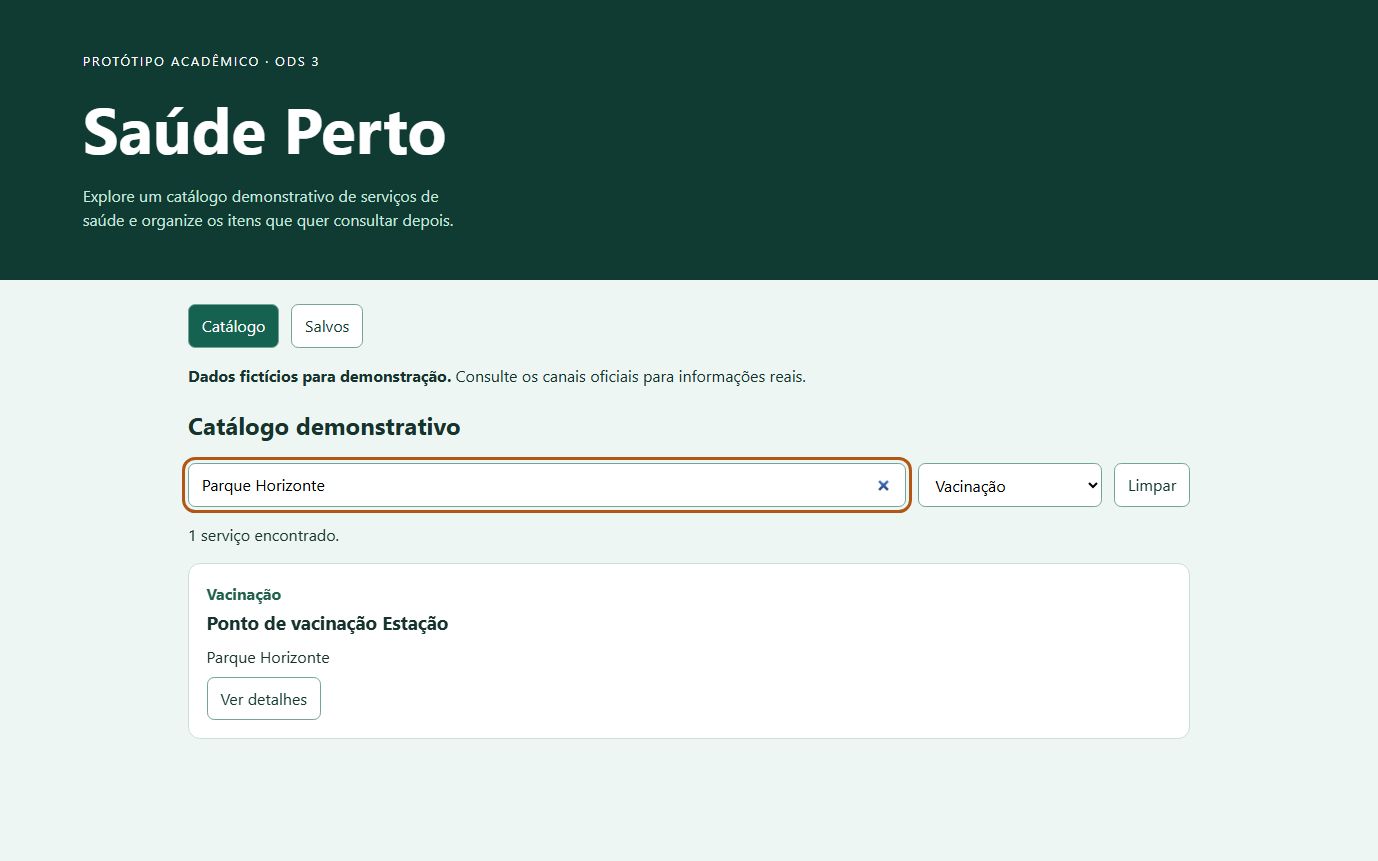 PROTÓTIPO ACADÊMICO · ODS 3
Saúde Perto
Explore um catálogo demonstrativo de serviços de
saúde e organize os itens que quer consultar depois.
Catálogo
Salvos
Dados fictícios para demonstração. Consulte os canais oficiais para informações reais.
Catálogo demonstrativo
Parque Horizonte
Vacinação
Limpar
1 serviço encontrado.
Vacinação
Ponto de vacinação Estação
Parque Horizonte
Ver detalhes